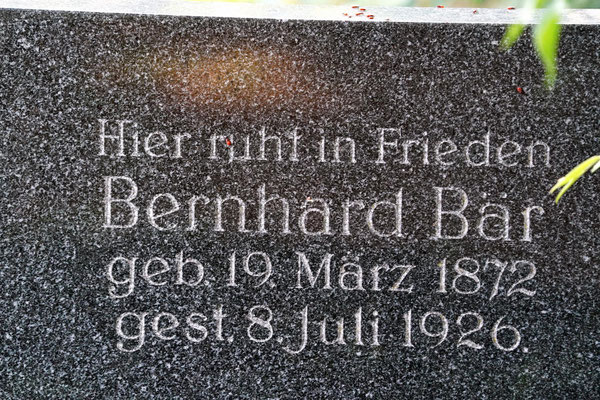 Hier ruht in Frieden
Bernhard Bär
geb. 19. März 1872
gest. 8. Juli 1926.